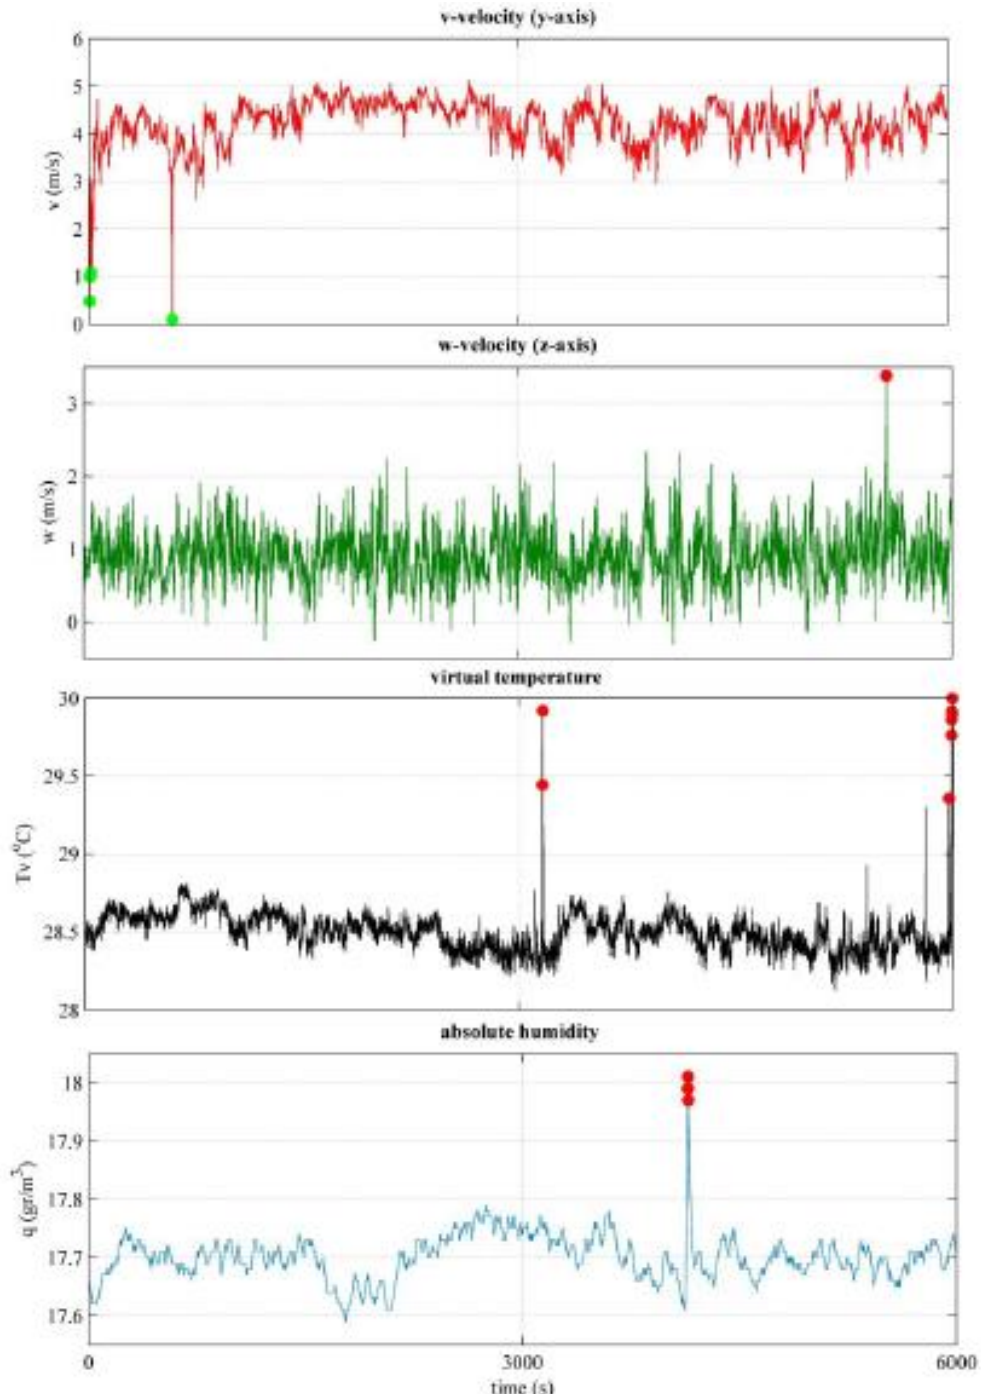 v-velocity (y-axis)
6
5
4
3
2
1
0
v (m/s)
w-velocity (z-axis)
3
2
1
0
w (m/s)
virtual temperature
30
29.5
29
28.5
28
Tv (°C)
absolute humidity
18
17.9
17.8
17.7
17.6
q (gr/m³)
0 3000 6000
time (s)